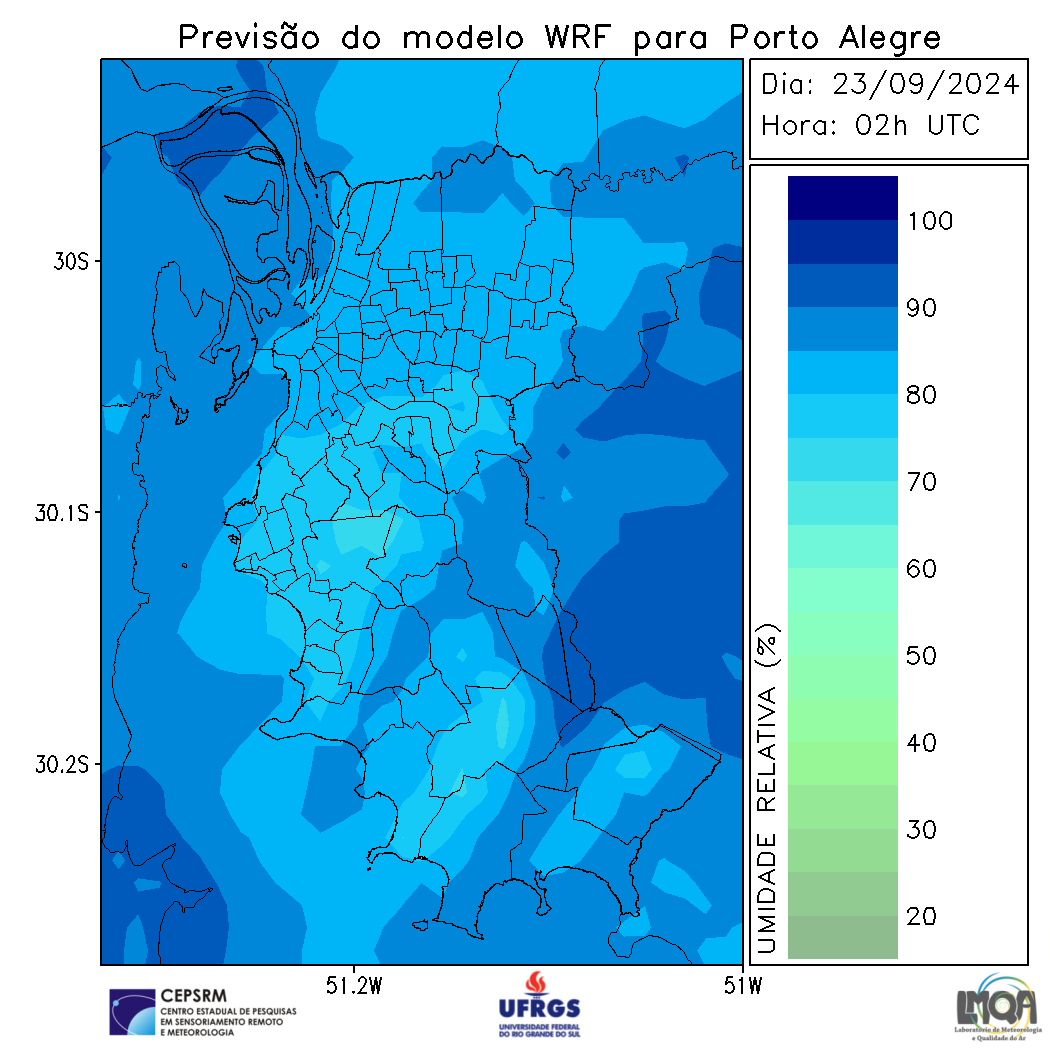 Previsão do modelo WRF para Porto Alegre
Dia: 23/09/2024
Hora: 02h UTC
100
90
80
70
60
50
40
30
20
UMIDADE RELATIVA (%)
30S
30.1S
30.2S
51.2W
51W
CEPSRM
CENTRO ESTADUAL DE PESQUISAS
EM SENSORIAMENTO REMOTO
E METEOROLOGIA
UFRGS
UNIVERSIDADE FEDERAL
DO RIO GRANDE DO SUL
LMQA
Laboratório de Meteorologia
e Qualidade do Ar